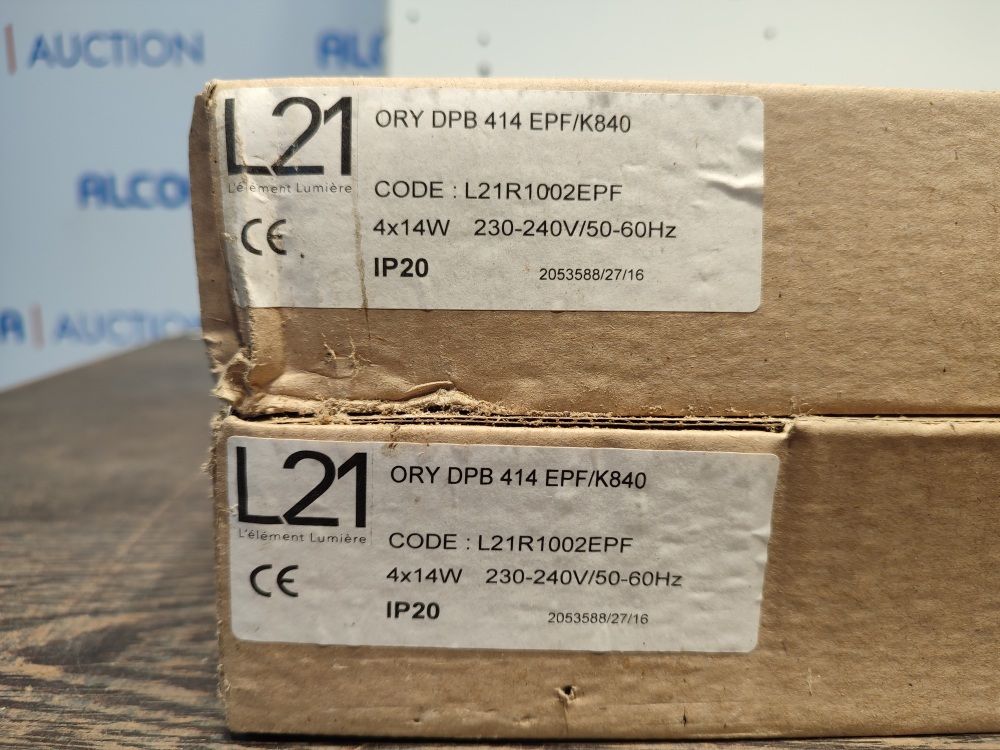 AUCTION
ALCO
ALCO
AUCTION
L21
L'élément Lumière
CE
ORY DPB 414 EPF/K840
CODE : L21R1002EPF
4x14W 230-240V/50-60Hz
IP20 2053588/27/16
L21
L'élément Lumière
CE
ORY DPB 414 EPF/K840
CODE : L21R1002EPF
4x14W 230-240V/50-60Hz
IP20 2053588/27/16